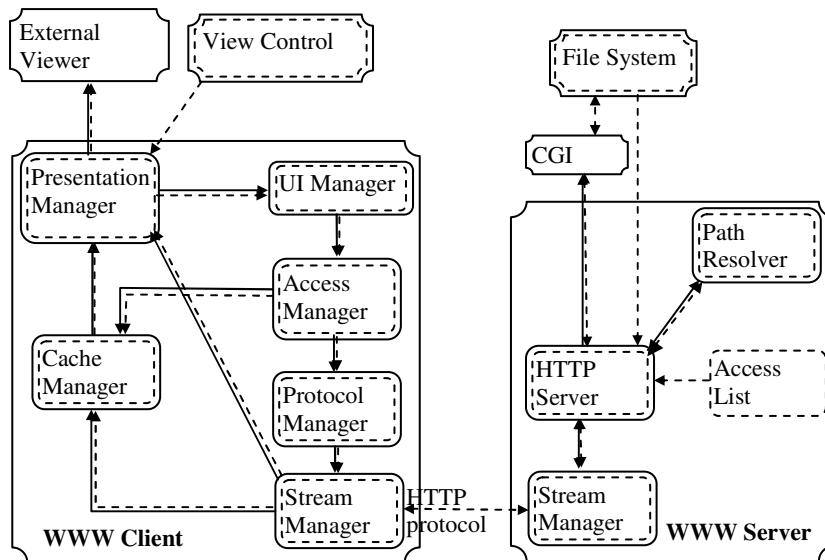 External
Viewer
View Control
File System
CGI
Presentation
Manager
UI Manager
Path
Resolver
Access
Manager
Cache
Manager
HTTP
Server
Access
List
Protocol
Manager
Stream
Manager
HTTP
protocol
Stream
Manager
WWW Client
WWW Server